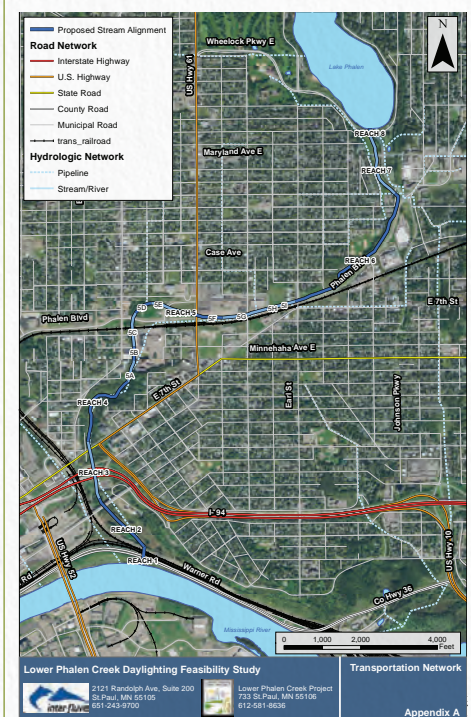 Proposed Stream Alignment
Road Network
Interstate Highway
U.S. Highway
State Road
County Road
Municipal Road
trans_railroad
Hydrologic Network
Pipeline
Stream/River
N
Wheelock Pkwy E
Lake Phalen
US Hwy 61
REACH 8
Maryland Ave E
REACH 7
Case Ave
REACH 6
Phalen Bl
E 7th St
5D
5E
REACH 5
5F
5G
5H
5I
Phalen Blvd
5C
5B
Minnehaha Ave E
5A
E 7th St
Earl St
Johnson Pkwy
REACH 4
REACH 3
I-94
REACH 2
US Hwy 52
US Hwy 10
REACH 1
Rd
Warner Rd
Co Hwy 36
Mississippi River
0 1,000 2,000 4,000
Feet
Lower Phalen Creek Daylighting Feasibility Study
Transportation Network
inter fluve
2121 Randolph Ave, Suite 200
St.Paul, MN 55105
651-243-9700
Lower Phalen Creek Project
733 St.Paul, MN 55106
612-581-8636
Appendix A